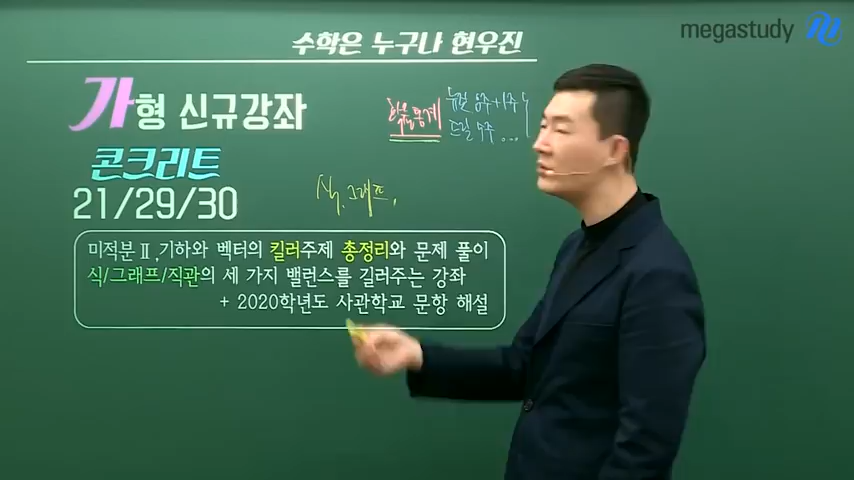 megastudy
수학은 누구나 현우진
가형 신규강좌
콘크리트
21/29/30
식, 그래프,
미적분Ⅱ,기하와 벡터의 킬러주제 총정리와 문제 풀이
식/그래프/직관의 세 가지 밸런스를 길러주는 강좌
+ 2020학년도 사관학교 문항 해설